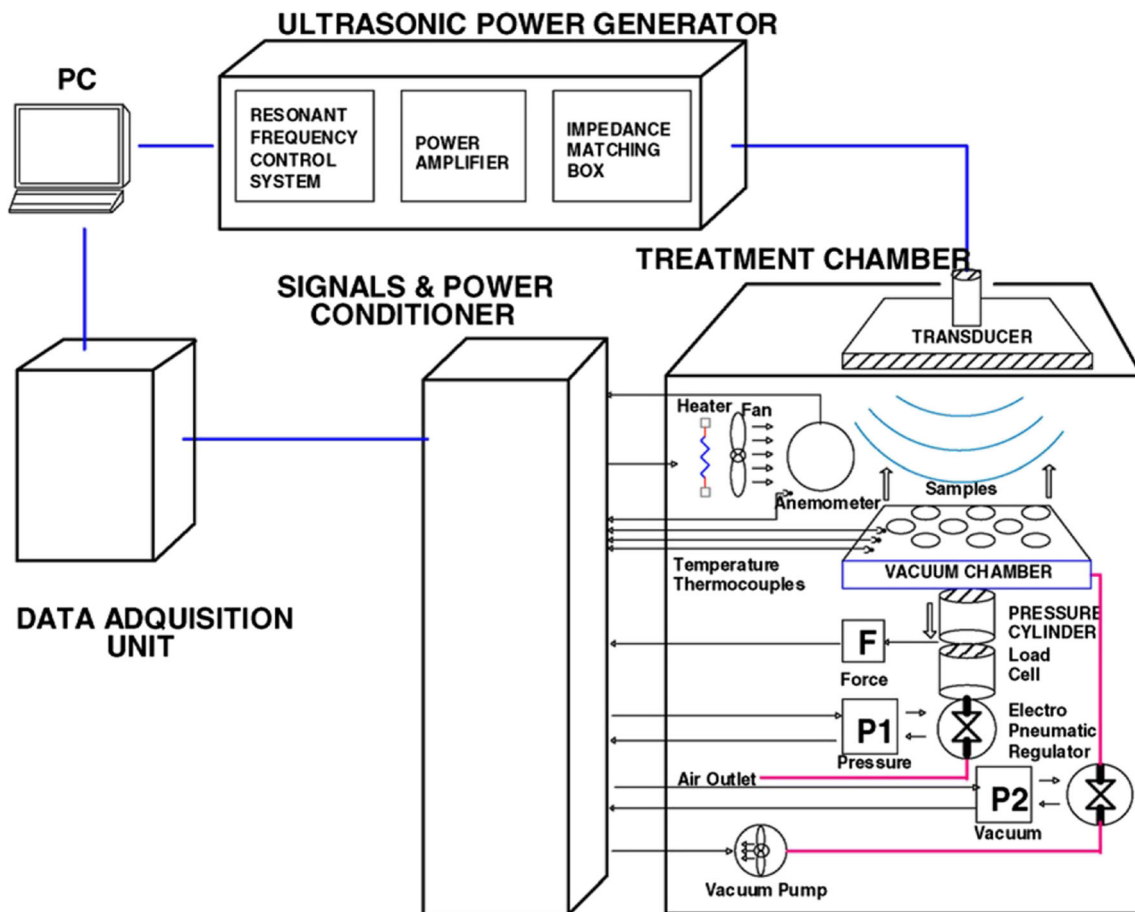 ULTRASONIC POWER GENERATOR
PC
RESONANT
FREQUENCY
CONTROL
SYSTEM
POWER
AMPLIFIER
IMPEDANCE
MATCHING
BOX
TREATMENT CHAMBER
SIGNALS & POWER
CONDITIONER
TRANSDUCER
Heater
Fan
Anemometer
Samples
Temperature
Thermocouples
VACUUM CHAMBER
DATA ADQUISITION
UNIT
PRESSURE
CYLINDER
F
Force
Load
Cell
P1
Pressure
Electro
Pneumatic
Regulator
Air Outlet
P2
Vacuum
Vacuum Pump